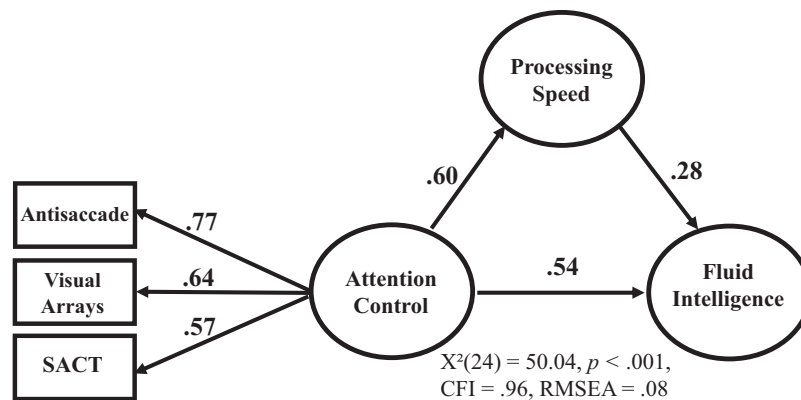 Processing
Speed
.60
.28
Antisaccade
.77
Visual
Arrays
.64
Attention
Control
.54
Fluid
Intelligence
.57
SACT
X²(24) = 50.04, p < .001,
CFI = .96, RMSEA = .08